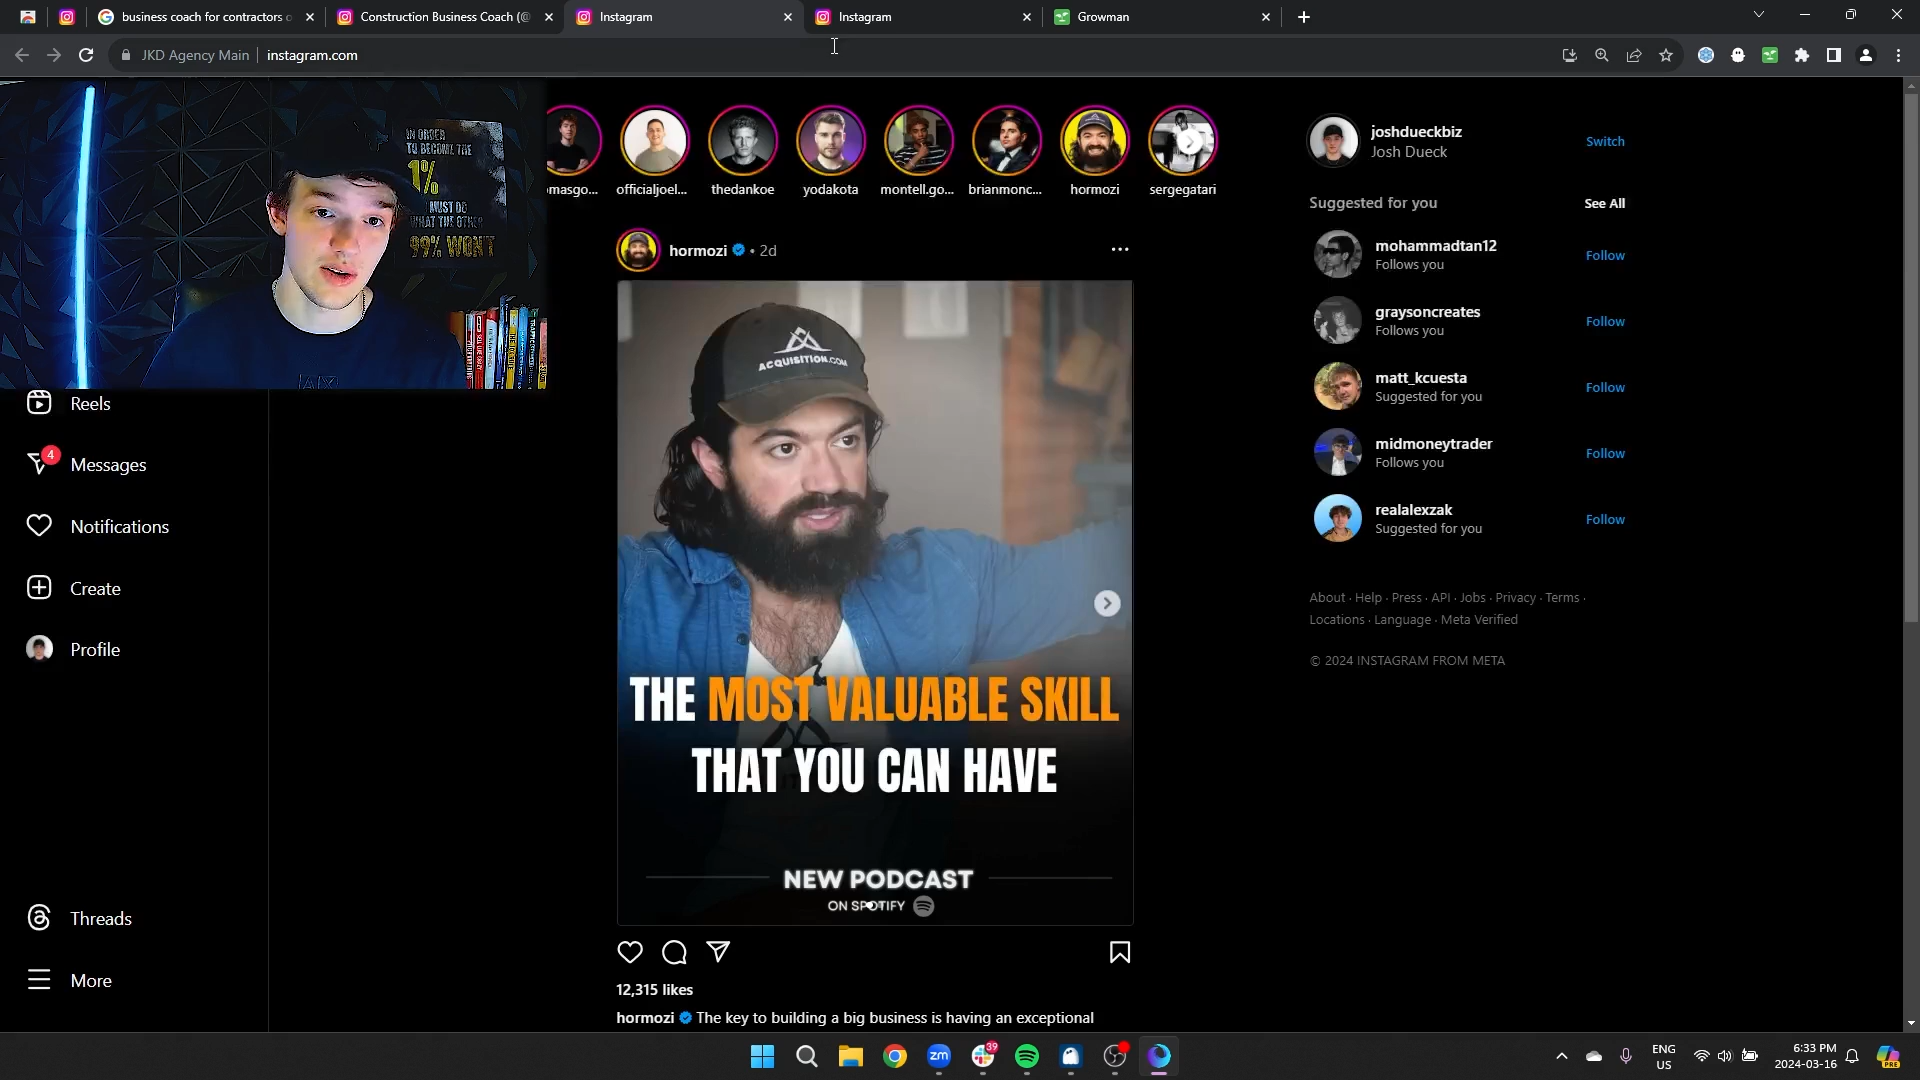 business coach for contractors o
Construction Business Coach (@
Instagram
Instagram
Growman
JKD Agency Main
instagram.com
IN ORDER
TO BECOME THE
1%
MUST DO
WHAT THE OTHER
99% WON'T
omasgo...
officialjoel...
thedankoe
yodakota
montell.go...
brianmonc...
hormozi
sergegatari
joshdueckbiz
Josh Dueck
Switch
Suggested for you
See All
mohammadtan12
Follows you
Follow
graysoncreates
Follows you
Follow
matt_kcuesta
Suggested for you
Follow
midmoneytrader
Follows you
Follow
realalexzak
Suggested for you
Follow
About · Help · Press · API · Jobs · Privacy · Terms ·
Locations · Language · Meta Verified
© 2024 INSTAGRAM FROM META
Reels
4
Messages
Notifications
Create
Profile
Threads
More
hormozi • 2d
ACQUISITION.COM
THE MOST VALUABLE SKILL
THAT YOU CAN HAVE
NEW PODCAST
ON SPOTIFY
12,315 likes
hormozi The key to building a big business is having an exceptional
zm
39
ENG
US
6:33 PM
2024-03-16
PRE